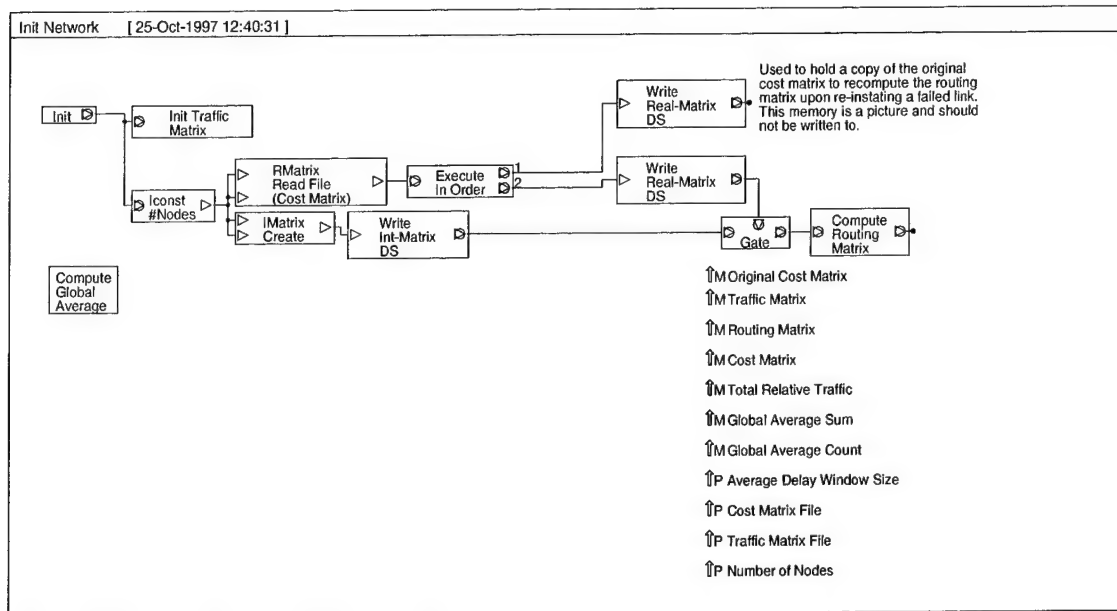 Init Network [ 25-Oct-1997 12:40:31 ]
Used to hold a copy of the original
cost matrix to recompute the routing
matrix upon re-instating a failed link.
This memory is a picture and should
not be written to.
Write
Real-Matrix
DS
Init
Init Traffic
Matrix
RMatrix
Read File
(Cost Matrix)
Execute
In Order
1
2
Write
Real-Matrix
DS
Iconst
#Nodes
IMatrix
Create
Write
Int-Matrix
DS
Gate
Compute
Routing
Matrix
Compute
Global
Average
⇑M Original Cost Matrix
⇑M Traffic Matrix
⇑M Routing Matrix
⇑M Cost Matrix
⇑M Total Relative Traffic
⇑M Global Average Sum
⇑M Global Average Count
⇑P Average Delay Window Size
⇑P Cost Matrix File
⇑P Traffic Matrix File
⇑P Number of Nodes